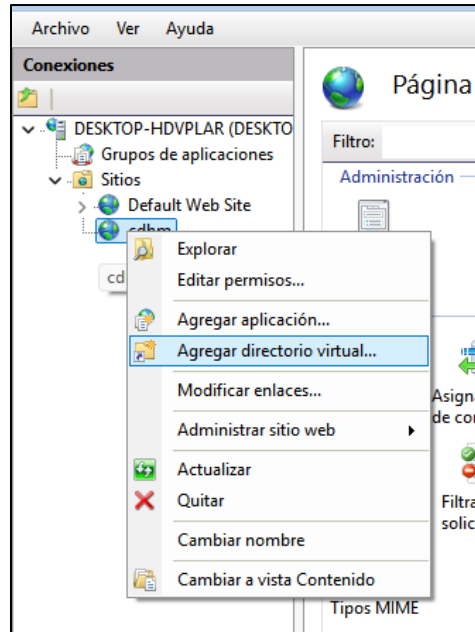 Archivo Ver Ayuda
Conexiones
DESKTOP-HDVPLAR (DESKTO
Grupos de aplicaciones
Sitios
Default Web Site
cdbm
cd
Explorar
Editar permisos...
Agregar aplicación...
Agregar directorio virtual...
Modificar enlaces...
Administrar sitio web
Actualizar
Quitar
Cambiar nombre
Cambiar a vista Contenido
Página
Filtro:
Administración
Asigna
de co
Filtra
solic
Tipos MIME